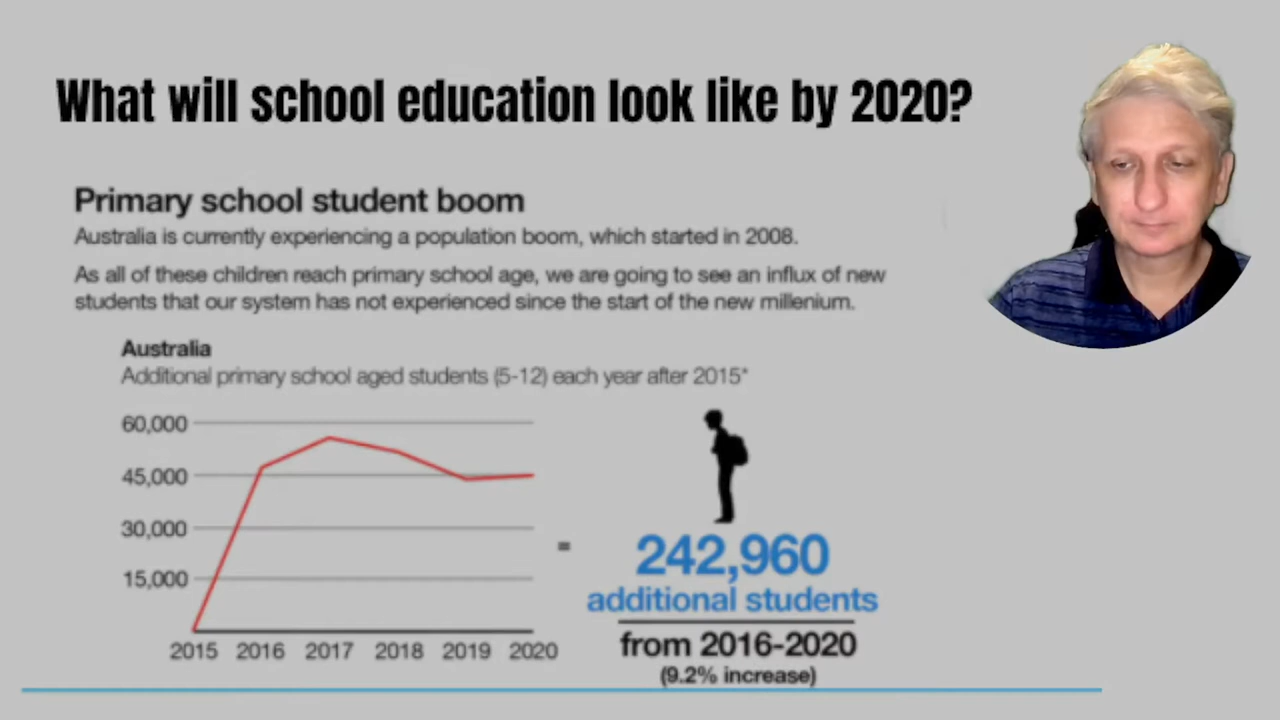 What will school education look like by 2020?
Primary school student boom
Australia is currently experiencing a population boom, which started in 2008.
As all of these children reach primary school age, we are going to see an influx of new
students that our system has not experienced since the start of the new millenium.
Australia
Additional primary school aged students (5-12) each year after 2015*
60,000
45,000
30,000
15,000
2015 2016 2017 2018 2019 2020
=
242,960
additional students
from 2016-2020
(9.2% increase)